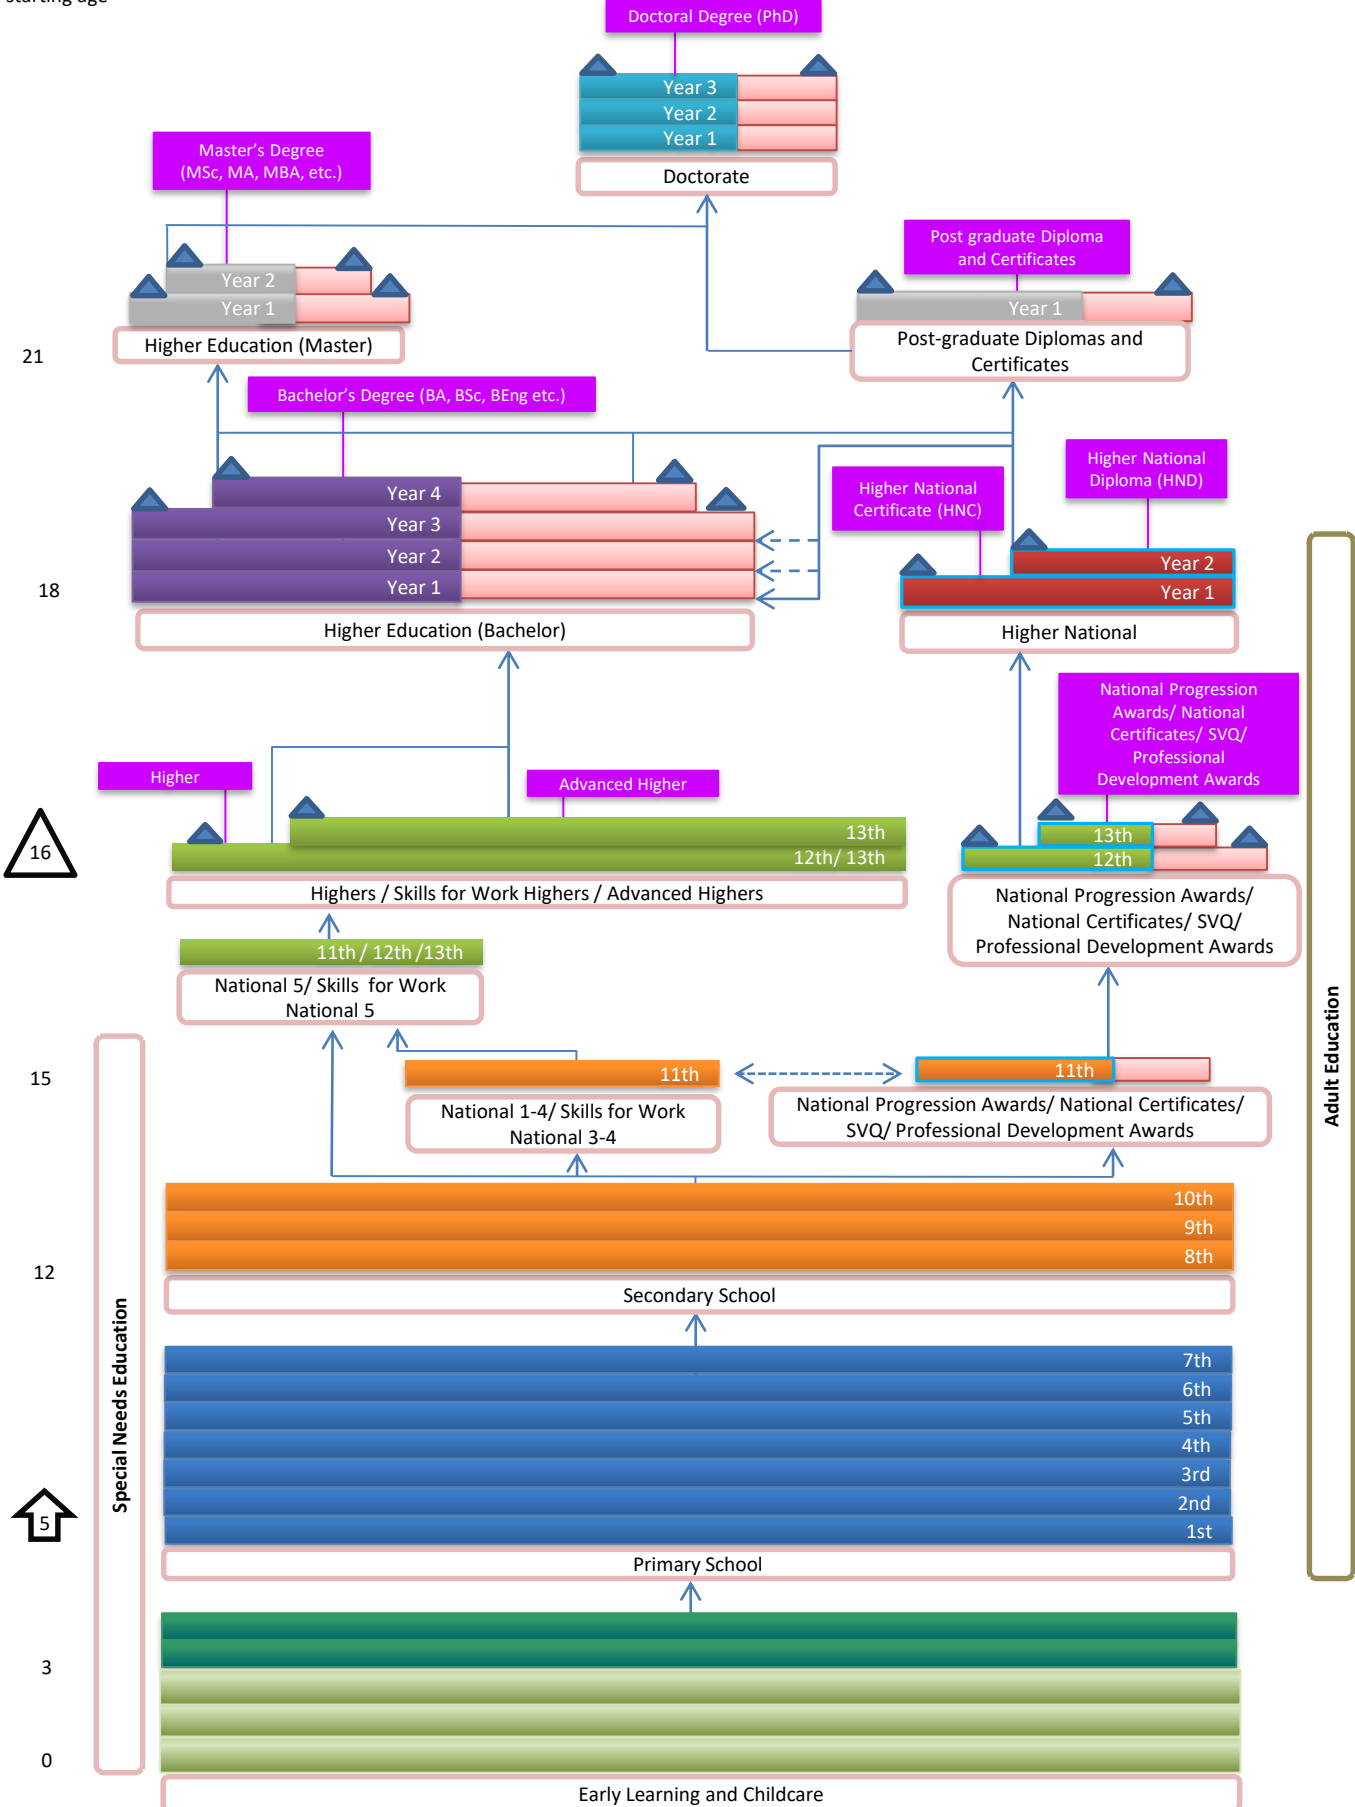 starting age
Doctoral Degree (PhD)
Year 3
Year 2
Year 1
Doctorate
Master's Degree
(MSc, MA, MBA, etc.)
Year 2
Year 1
Higher Education (Master)
Post graduate Diploma
and Certificates
Year 1
Post-graduate Diplomas and
Certificates
21
Bachelor's Degree (BA, BSc, BEng etc.)
Year 4
Year 3
Year 2
Year 1
Higher Education (Bachelor)
18
Higher National
Certificate (HNC)
Higher National
Diploma (HND)
Year 2
Year 1
Higher National
National Progression
Awards/ National
Certificates/ SVQ/
Professional
Development Awards
13th
12th
National Progression Awards/
National Certificates/ SVQ/
Professional Development Awards
Higher
Advanced Higher
13th
12th/ 13th
16
Highers / Skills for Work Highers / Advanced Highers
11th / 12th /13th
National 5/ Skills for Work
National 5
15
11th
National 1-4/ Skills for Work
National 3-4
11th
National Progression Awards/ National Certificates/
SVQ/ Professional Development Awards
10th
9th
8th
12
Secondary School
7th
6th
5th
4th
3rd
2nd
1st
5
Primary School
3
0
Early Learning and Childcare
Special Needs Education
Adult Education